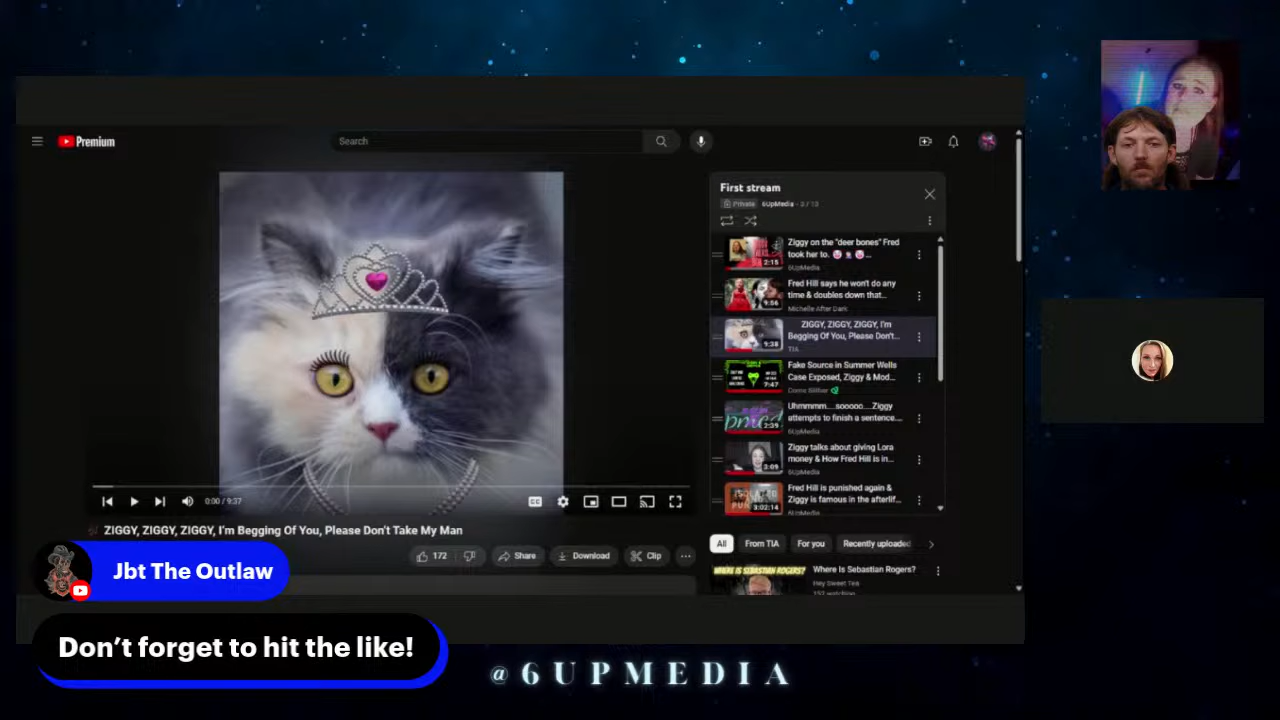 Premium
Search
First stream
Private 6UpMedia - 3 / 13
Ziggy on the "deer bones" Fred
took her to.
6UpMedia
2:15
Fred Hill says he won't do any
time & doubles down that...
Michelle After Dark
9:56
ZIGGY, ZIGGY, ZIGGY, I'm
Begging Of You, Please Don't...
TIA
9:38
Fake Source in Summer Wells
Case Exposed, Ziggy & Mod...
7:47
Uhmmmm....sooooo....Ziggy
attempts to finish a sentence...
6UpMedia
2:39
Ziggy talks about giving Lora
money & How Fred Hill is in...
6UpMedia
3:09
Fred Hill is punished again &
Ziggy is famous in the afterlif...
6UpMedia
3:02:14
0:00 / 9:37
ZIGGY, ZIGGY, ZIGGY, I'm Begging Of You, Please Don't Take My Man
172
Share
Download
Clip
All
From TIA
For you
Recently uploaded
WHERE IS SEBASTIAN ROGERS?
Where Is Sebastian Rogers?
Hey Sweet Tea
153 watching
Jbt The Outlaw
Don't forget to hit the like!
@6UPMEDIA